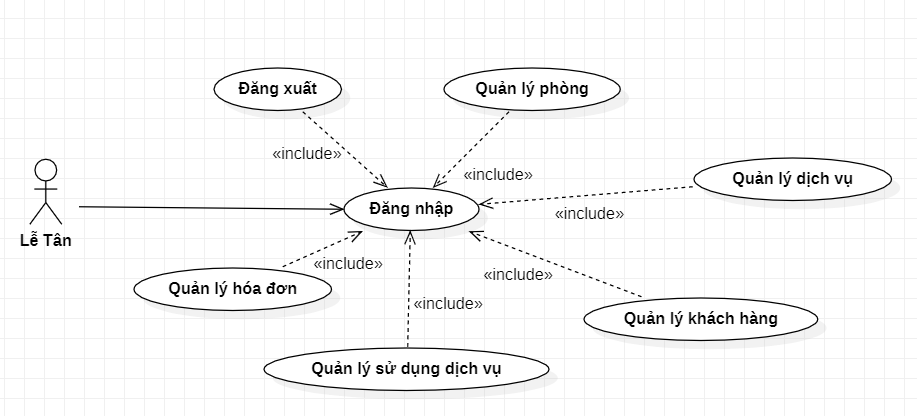 Đăng xuất
Quản lý phòng
«include»
«include»
Quản lý dịch vụ
Đăng nhập
«include»
Lễ Tân
«include»
«include»
Quản lý hóa đơn
«include»
Quản lý khách hàng
Quản lý sử dụng dịch vụ